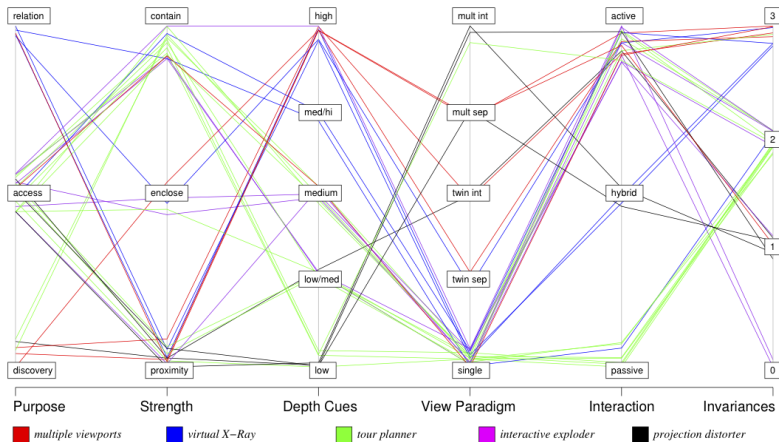 relation contain high mult int active 3
med/hi mult sep
2
access enclose medium twin int hybrid
1
low/med twin sep
discovery proximity low single passive 0
Purpose Strength Depth Cues View Paradigm Interaction Invariances
multiple viewports virtual X-Ray tour planner interactive exploder projection distorter